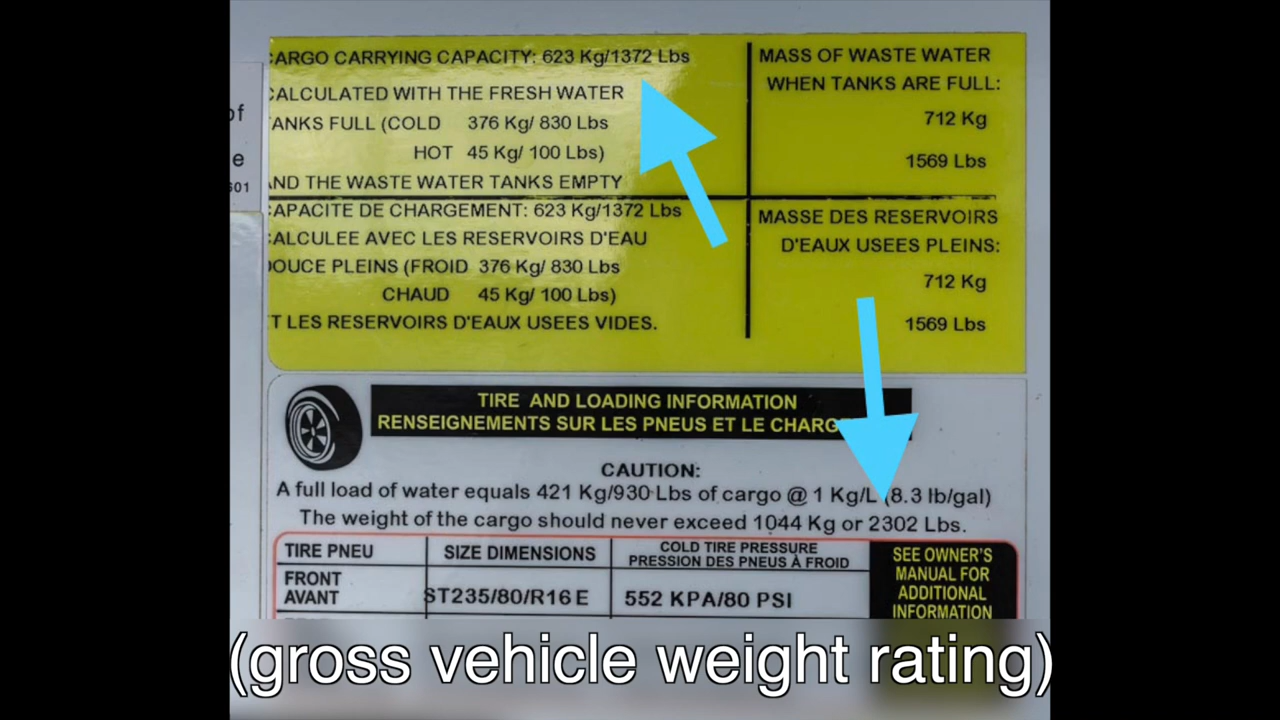 of
e
601
ARGO CARRYING CAPACITY: 623 Kg/1372 Lbs
ALCULATED WITH THE FRESH WATER
ANKS FULL (COLD 376 Kg/ 830 Lbs
HOT 45 Kg/ 100 Lbs)
ND THE WASTE WATER TANKS EMPTY
MASS OF WASTE WATER
WHEN TANKS ARE FULL:
712 Kg
1569 Lbs
APACITE DE CHARGEMENT: 623 Kg/1372 Lbs
ALCULEE AVEC LES RESERVOIRS D'EAU
OUCE PLEINS (FROID 376 Kg/ 830 Lbs
CHAUD 45 Kg/ 100 Lbs)
T LES RESERVOIRS D'EAUX USEES VIDES.
MASSE DES RESERVOIRS
D'EAUX USEES PLEINS:
712 Kg
1569 Lbs
TIRE AND LOADING INFORMATION
RENSEIGNEMENTS SUR LES PNEUS ET LE CHARG
CAUTION:
A full load of water equals 421 Kg/930 Lbs of cargo @ 1 Kg/L (8.3 lb/gal)
The weight of the cargo should never exceed 1044 Kg or 2302 Lbs.
TIRE PNEU
SIZE DIMENSIONS
COLD TIRE PRESSURE
PRESSION DES PNEUS À FROID
SEE OWNER'S
MANUAL FOR
ADDITIONAL
INFORMATION
FRONT
AVANT
ST235/80/R16 E
552 KPA/80 PSI
(gross vehicle weight rating)